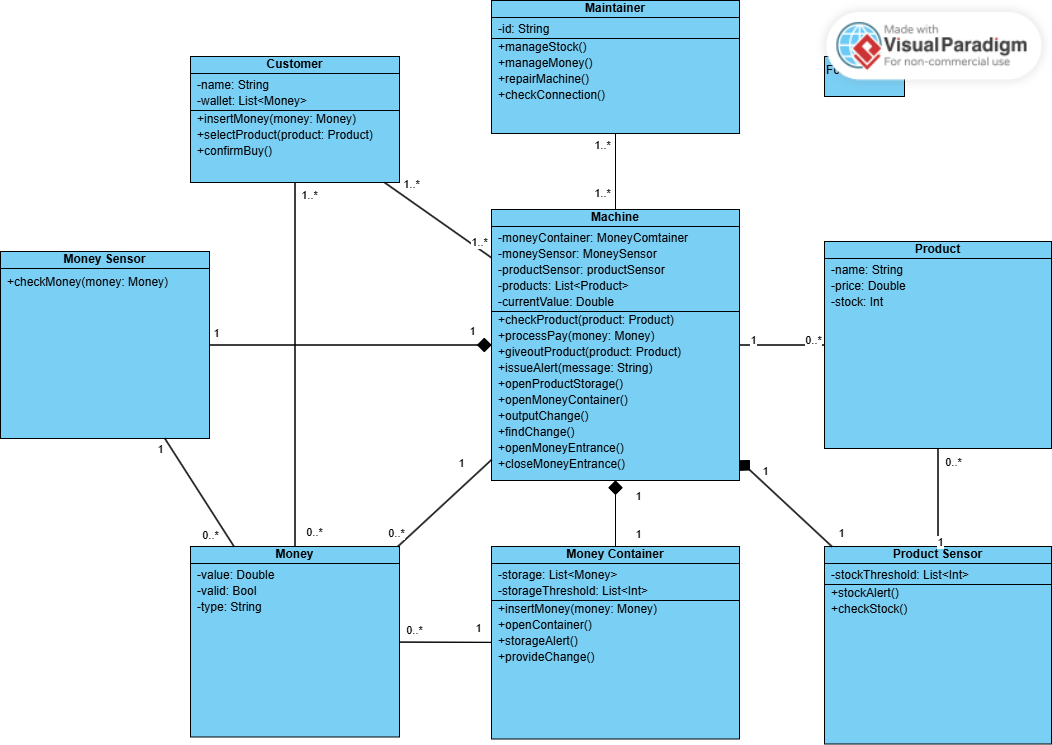 Maintainer
-id: String
+manageStock()
+manageMoney()
+repairMachine()
+checkConnection()
Made with
VisualParadigm
For non-commercial use
Customer
-name: String
-wallet: List<Money>
+insertMoney(money: Money)
+selectProduct(product: Product)
+confirmBuy()
1..*
1..*
1..*
1..*
1..*
Machine
-moneyContainer: MoneyComtainer
-moneySensor: MoneySensor
-productSensor: productSensor
-products: List<Product>
-currentValue: Double
+checkProduct(product: Product)
+processPay(money: Money)
+giveoutProduct(product: Product)
+issueAlert(message: String)
+openProductStorage()
+openMoneyContainer()
+outputChange()
+findChange()
+openMoneyEntrance()
+closeMoneyEntrance()
Money Sensor
+checkMoney(money: Money)
1
1
Product
-name: String
-price: Double
-stock: Int
1
0..*
1
0..*
0..*
1
0..*
1
1
1
1
0..*
1
Money
-value: Double
-valid: Bool
-type: String
0..*
1
Money Container
-storage: List<Money>
-storageThreshold: List<Int>
+insertMoney(money: Money)
+openContainer()
+storageAlert()
+provideChange()
Product Sensor
-stockThreshold: List<Int>
+stockAlert()
+checkStock()